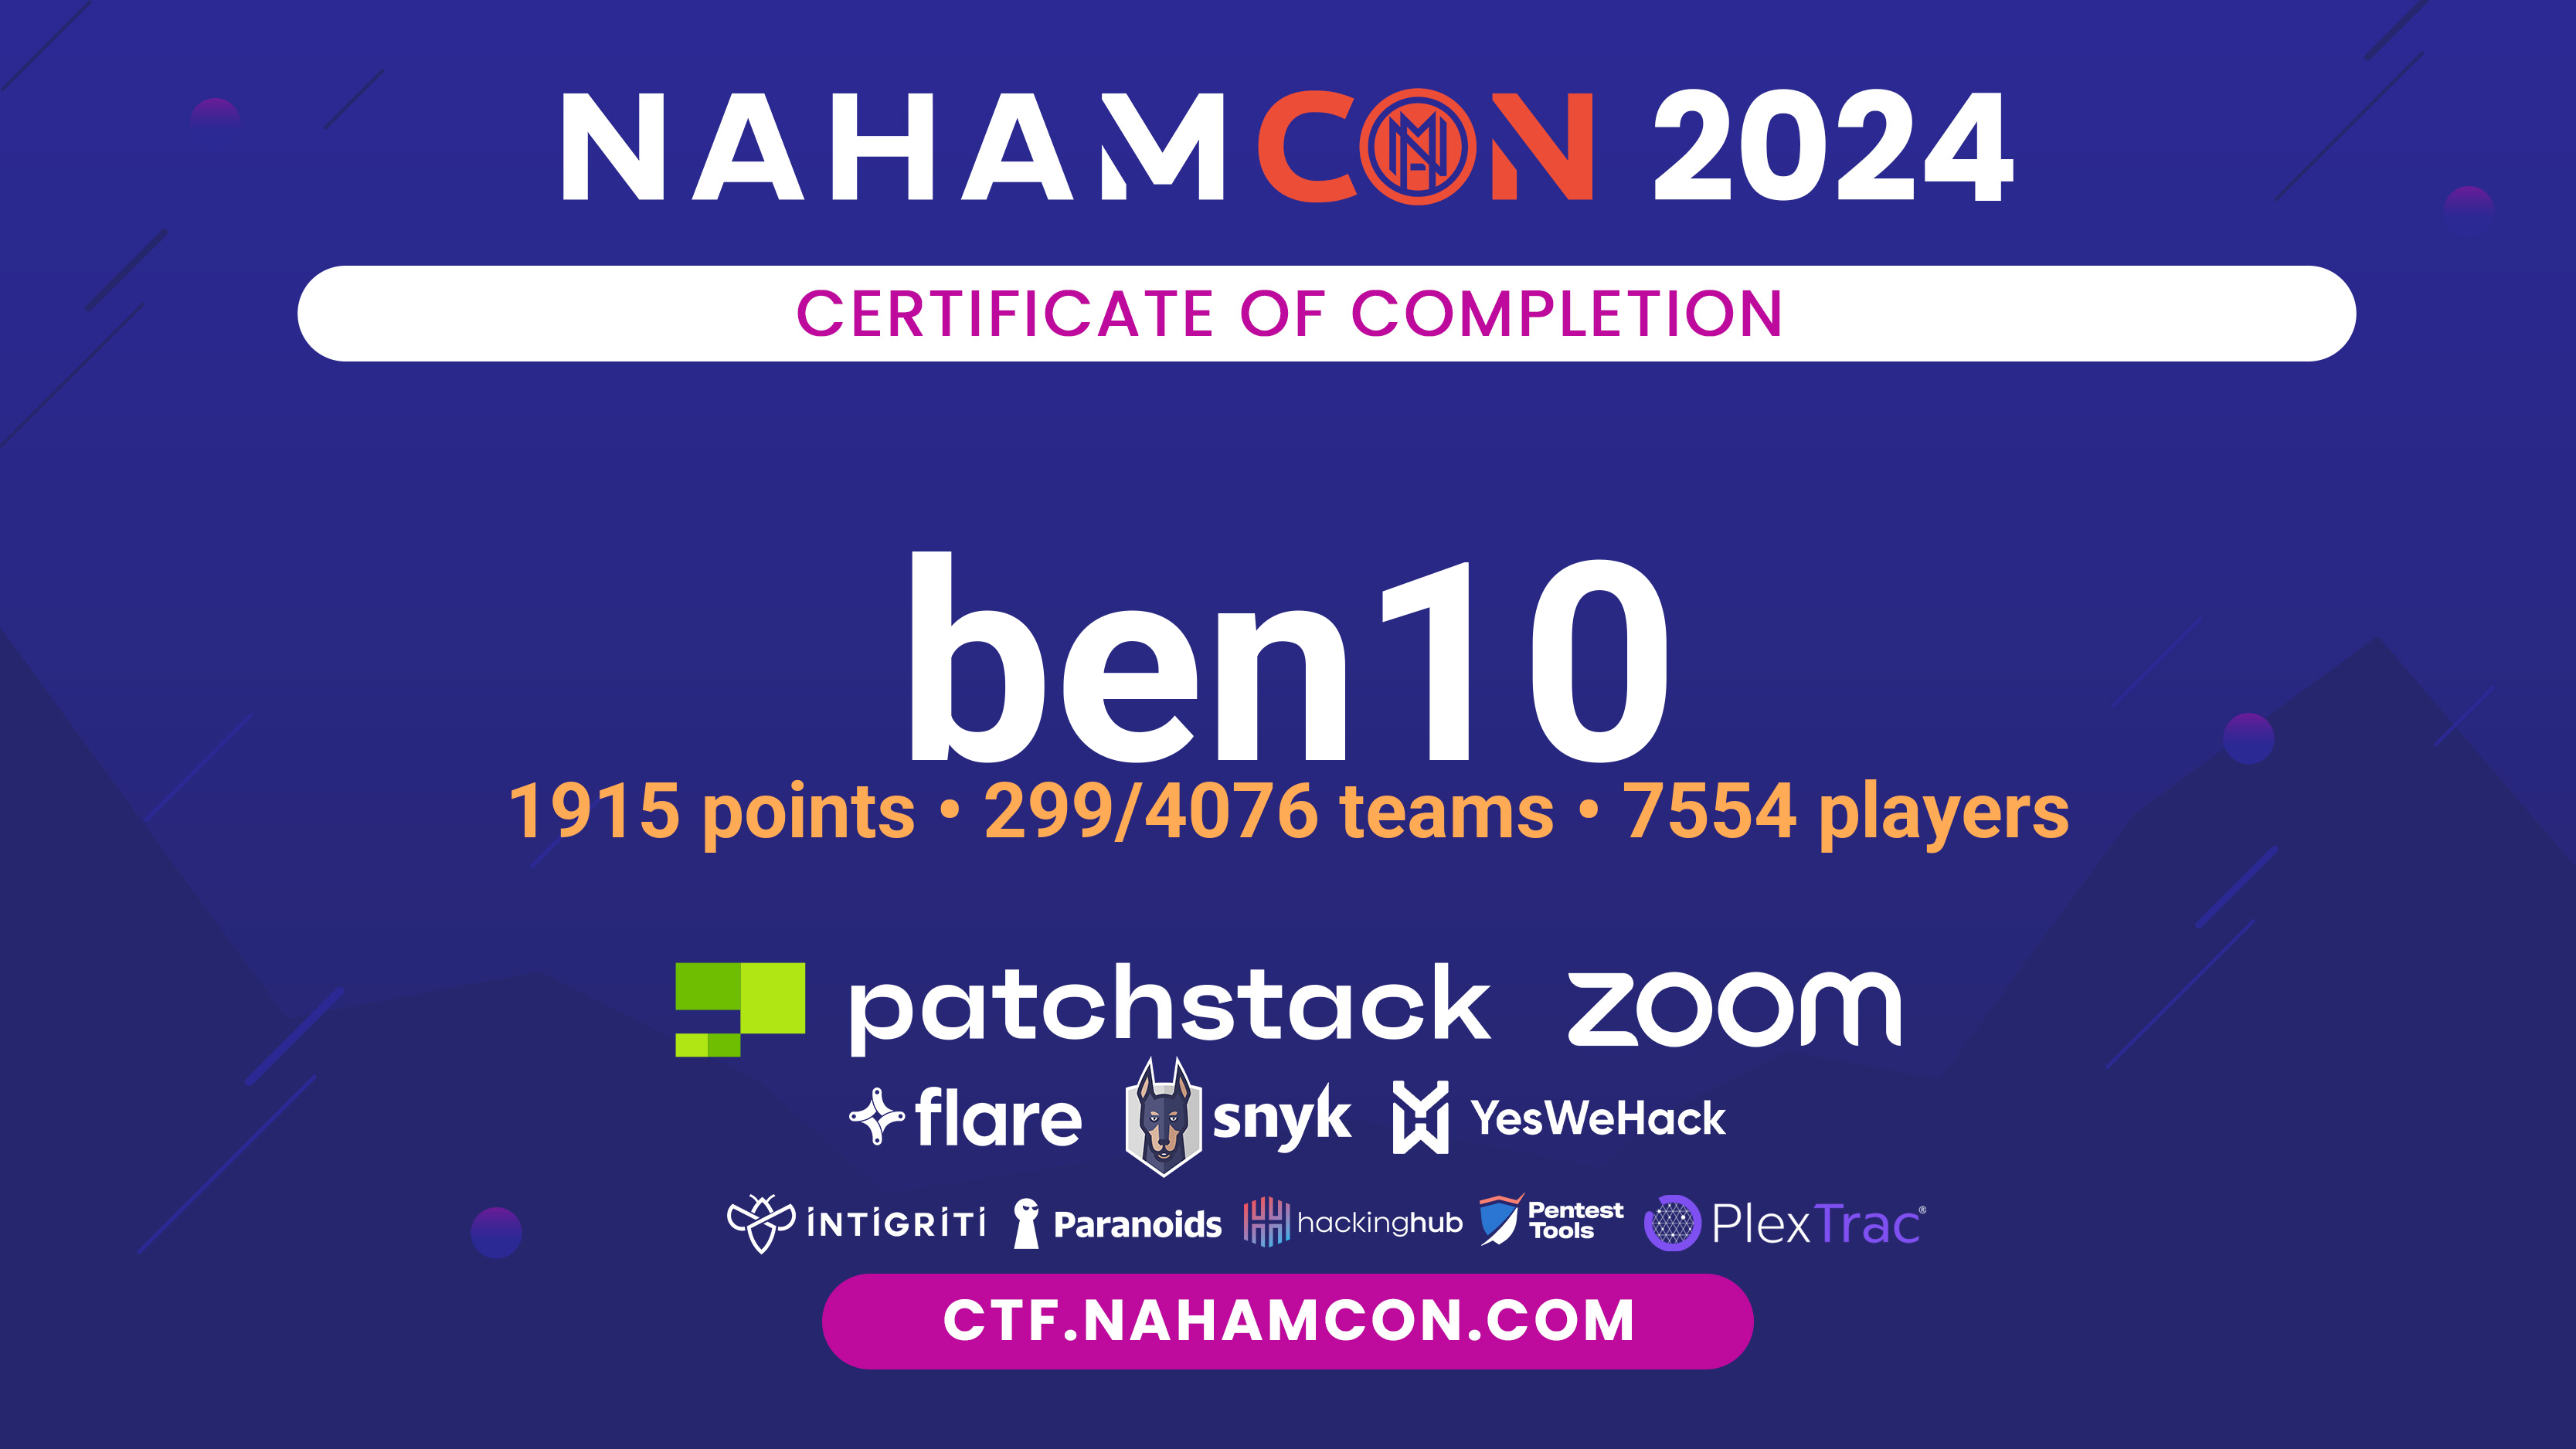 NAHAMCON 2024
CERTIFICATE OF COMPLETION
ben10
1915 points • 299/4076 teams • 7554 players
patchstack zoom
flare snyk YesWeHack
INTIGRITI Paranoids hackinghub Pentest Tools PlexTrac®
CTF.NAHAMCON.COM